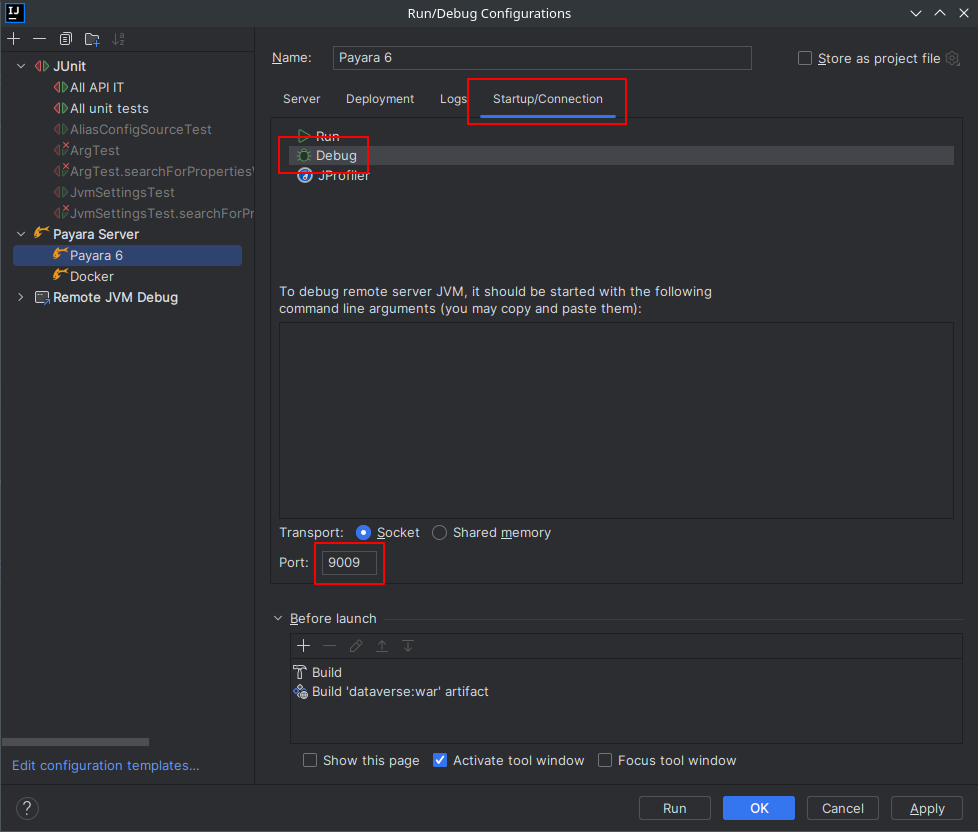 IJ
Run/Debug Configurations
JUnit
All API IT
All unit tests
AliasConfigSourceTest
ArgTest
ArgTest.searchForProperties
JvmSettingsTest
JvmSettingsTest.searchForPr
Payara Server
Payara 6
Docker
Remote JVM Debug
Edit configuration templates...
Name: Payara 6 Store as project file
Server Deployment Logs Startup/Connection
Run
Debug
JProfiler
To debug remote server JVM, it should be started with the following
command line arguments (you may copy and paste them):
Transport: Socket Shared memory
Port: 9009
Before launch
Build
Build 'dataverse:war' artifact
Show this page Activate tool window Focus tool window
? Run OK Cancel Apply